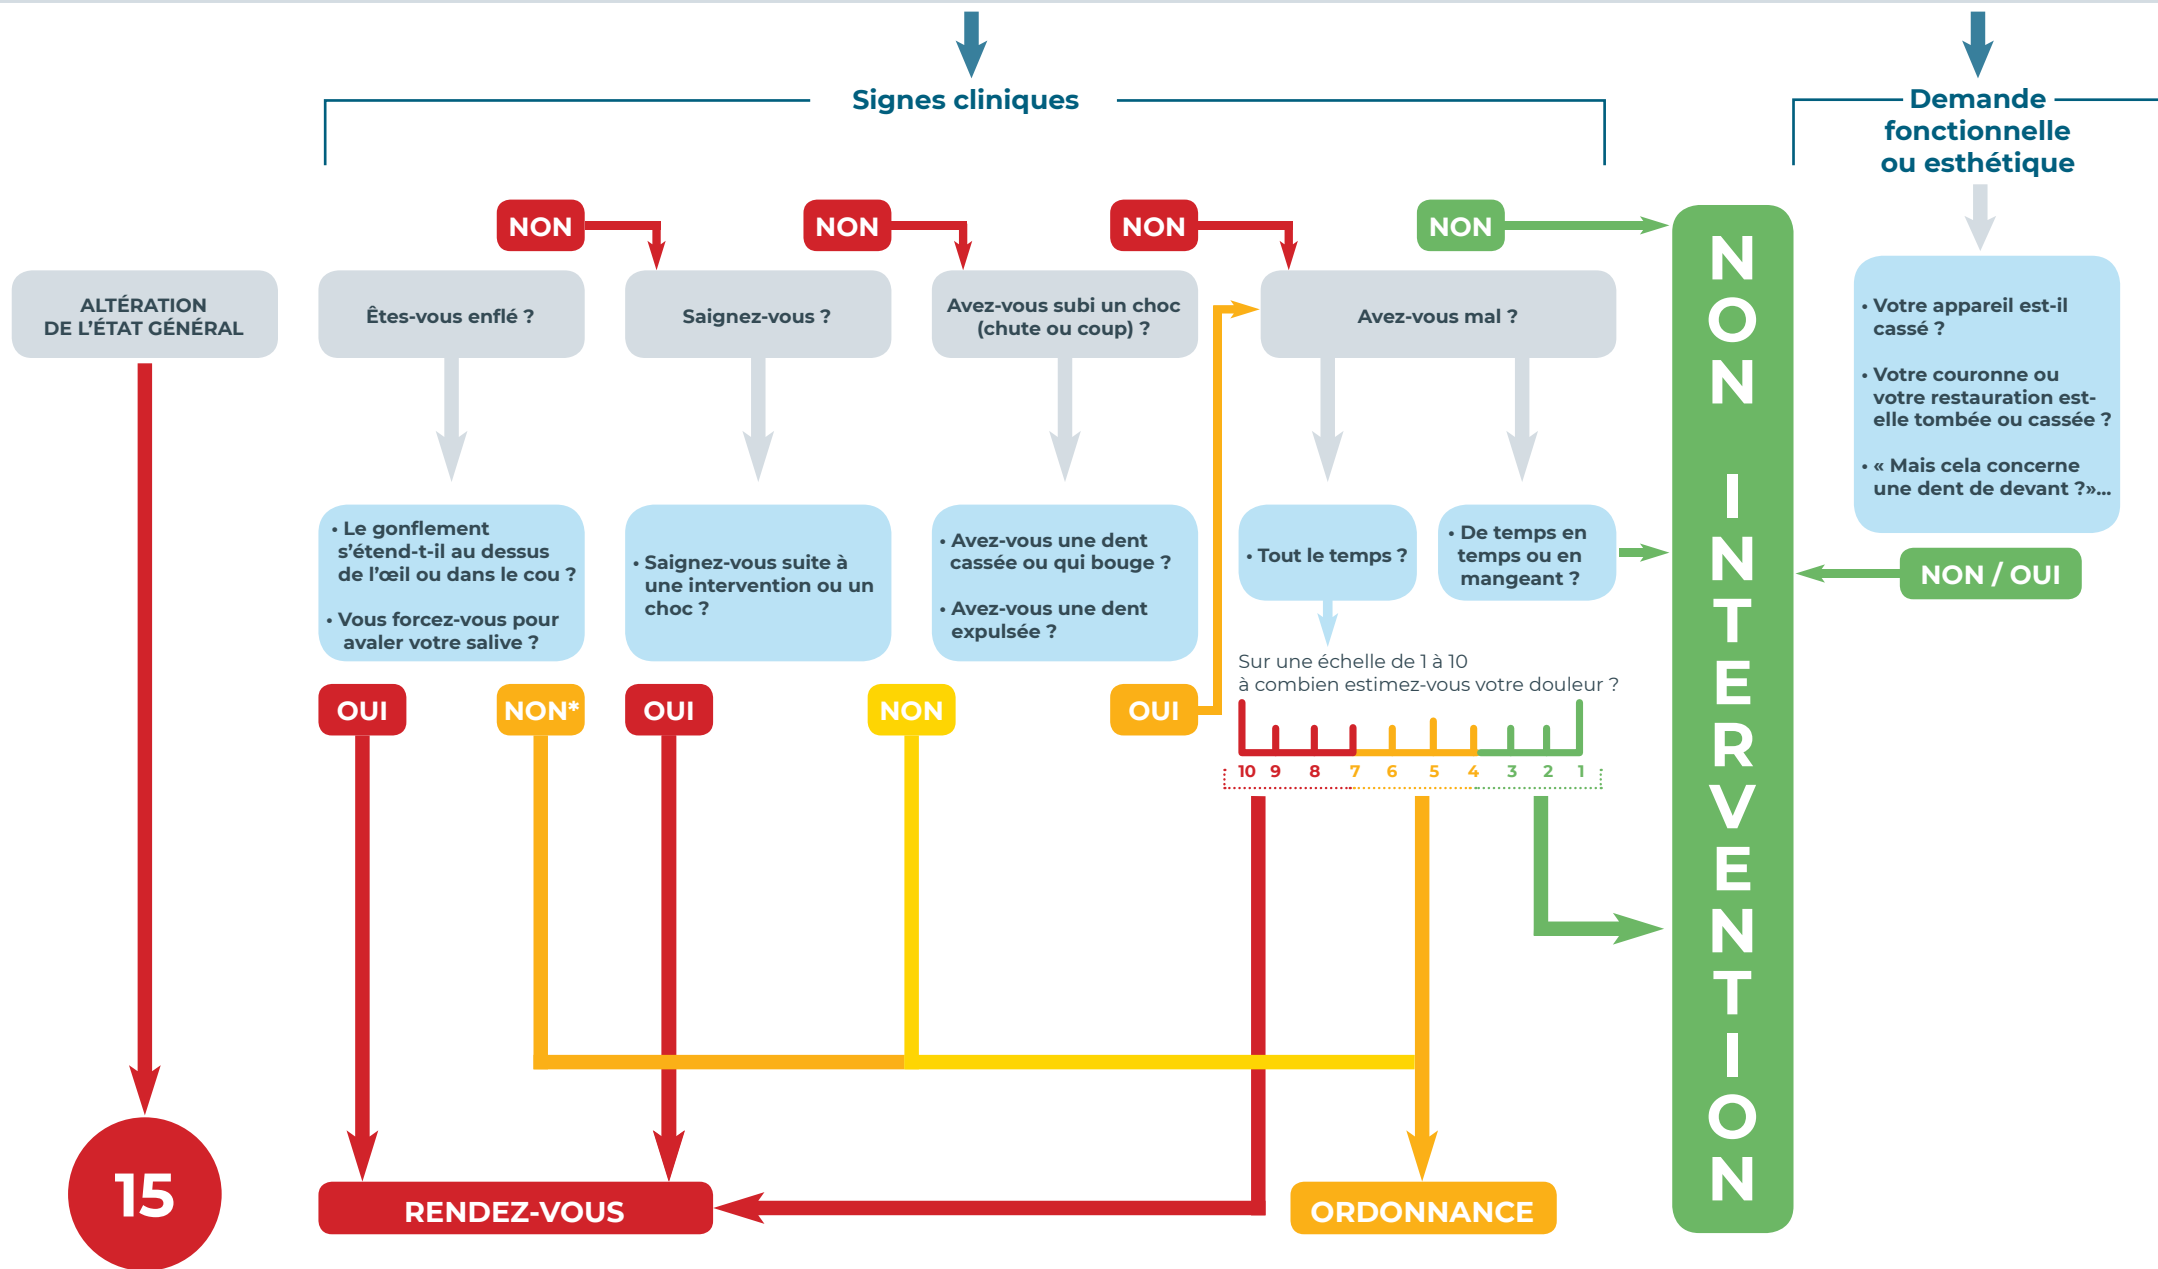 Signes cliniques
Demande
fonctionnelle
ou esthétique
NON
NON
NON
NON
ALTÉRATION
DE L’ÉTAT GÉNÉRAL
Êtes-vous enflé ?
Saignez-vous ?
Avez-vous subi un choc
(chute ou coup) ?
Avez-vous mal ?
• Le gonflement
s’étend-t-il au dessus
de l’œil ou dans le cou ?
• Vous forcez-vous pour
avaler votre salive ?
• Saignez-vous suite à
une intervention ou un
choc ?
• Avez-vous une dent
cassée ou qui bouge ?
• Avez-vous une dent
expulsée ?
• Tout le temps ?
• De temps en
temps ou en
mangeant ?
Sur une échelle de 1 à 10
à combien estimez-vous votre douleur ?
10 9 8 7 6 5 4 3 2 1
OUI
NON*
OUI
NON
OUI
NON INTERVENTION
• Votre appareil est-il
cassé ?
• Votre couronne ou
votre restauration est-
elle tombée ou cassée ?
• « Mais cela concerne
une dent de devant ?»...
NON / OUI
15
RENDEZ-VOUS
ORDONNANCE